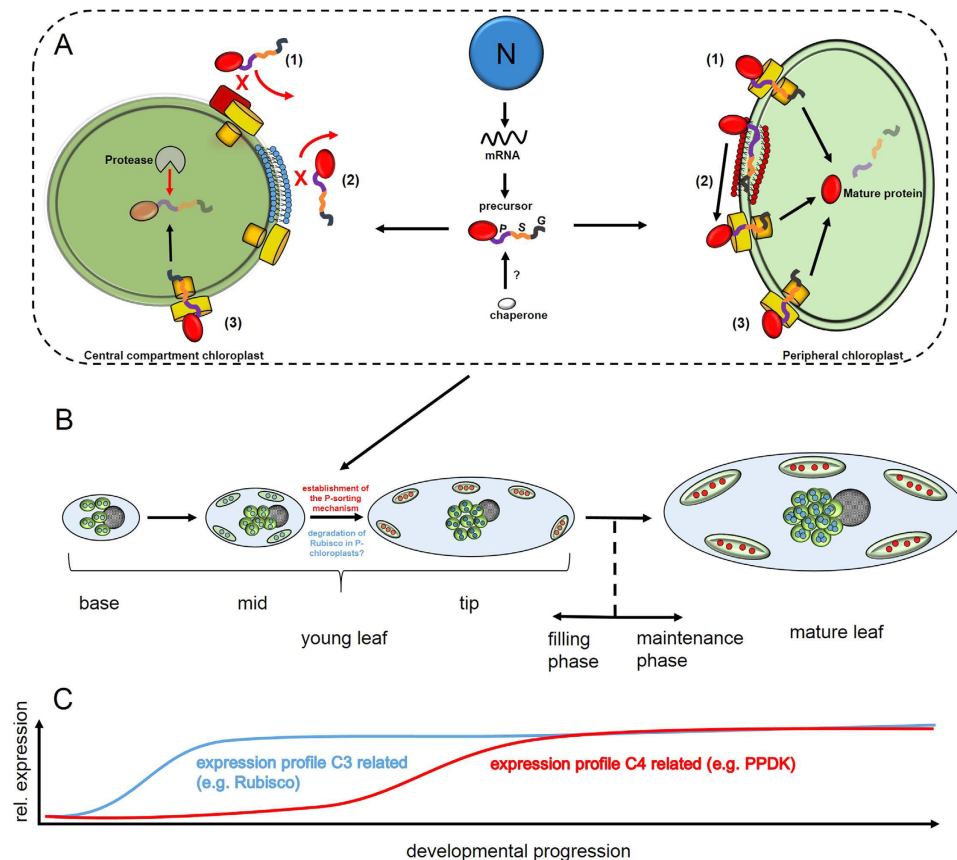 A
N
mRNA
precursor
P
S
G
?
chaperone
(1)
X
Protease
X
(2)
(3)
Central compartment chloroplast
(1)
(2)
Mature protein
(3)
Peripheral chloroplast
B
establishment
of the P-sorting
mechanism
degradation of
Rubisco in P-
chloroplasts?
base
mid
tip
young leaf
filling
phase
maintenance
phase
mature leaf
C
rel. expression
expression profile C3 related
(e.g. Rubisco)
expression profile C4 related (e.g. PPDK)
developmental progression